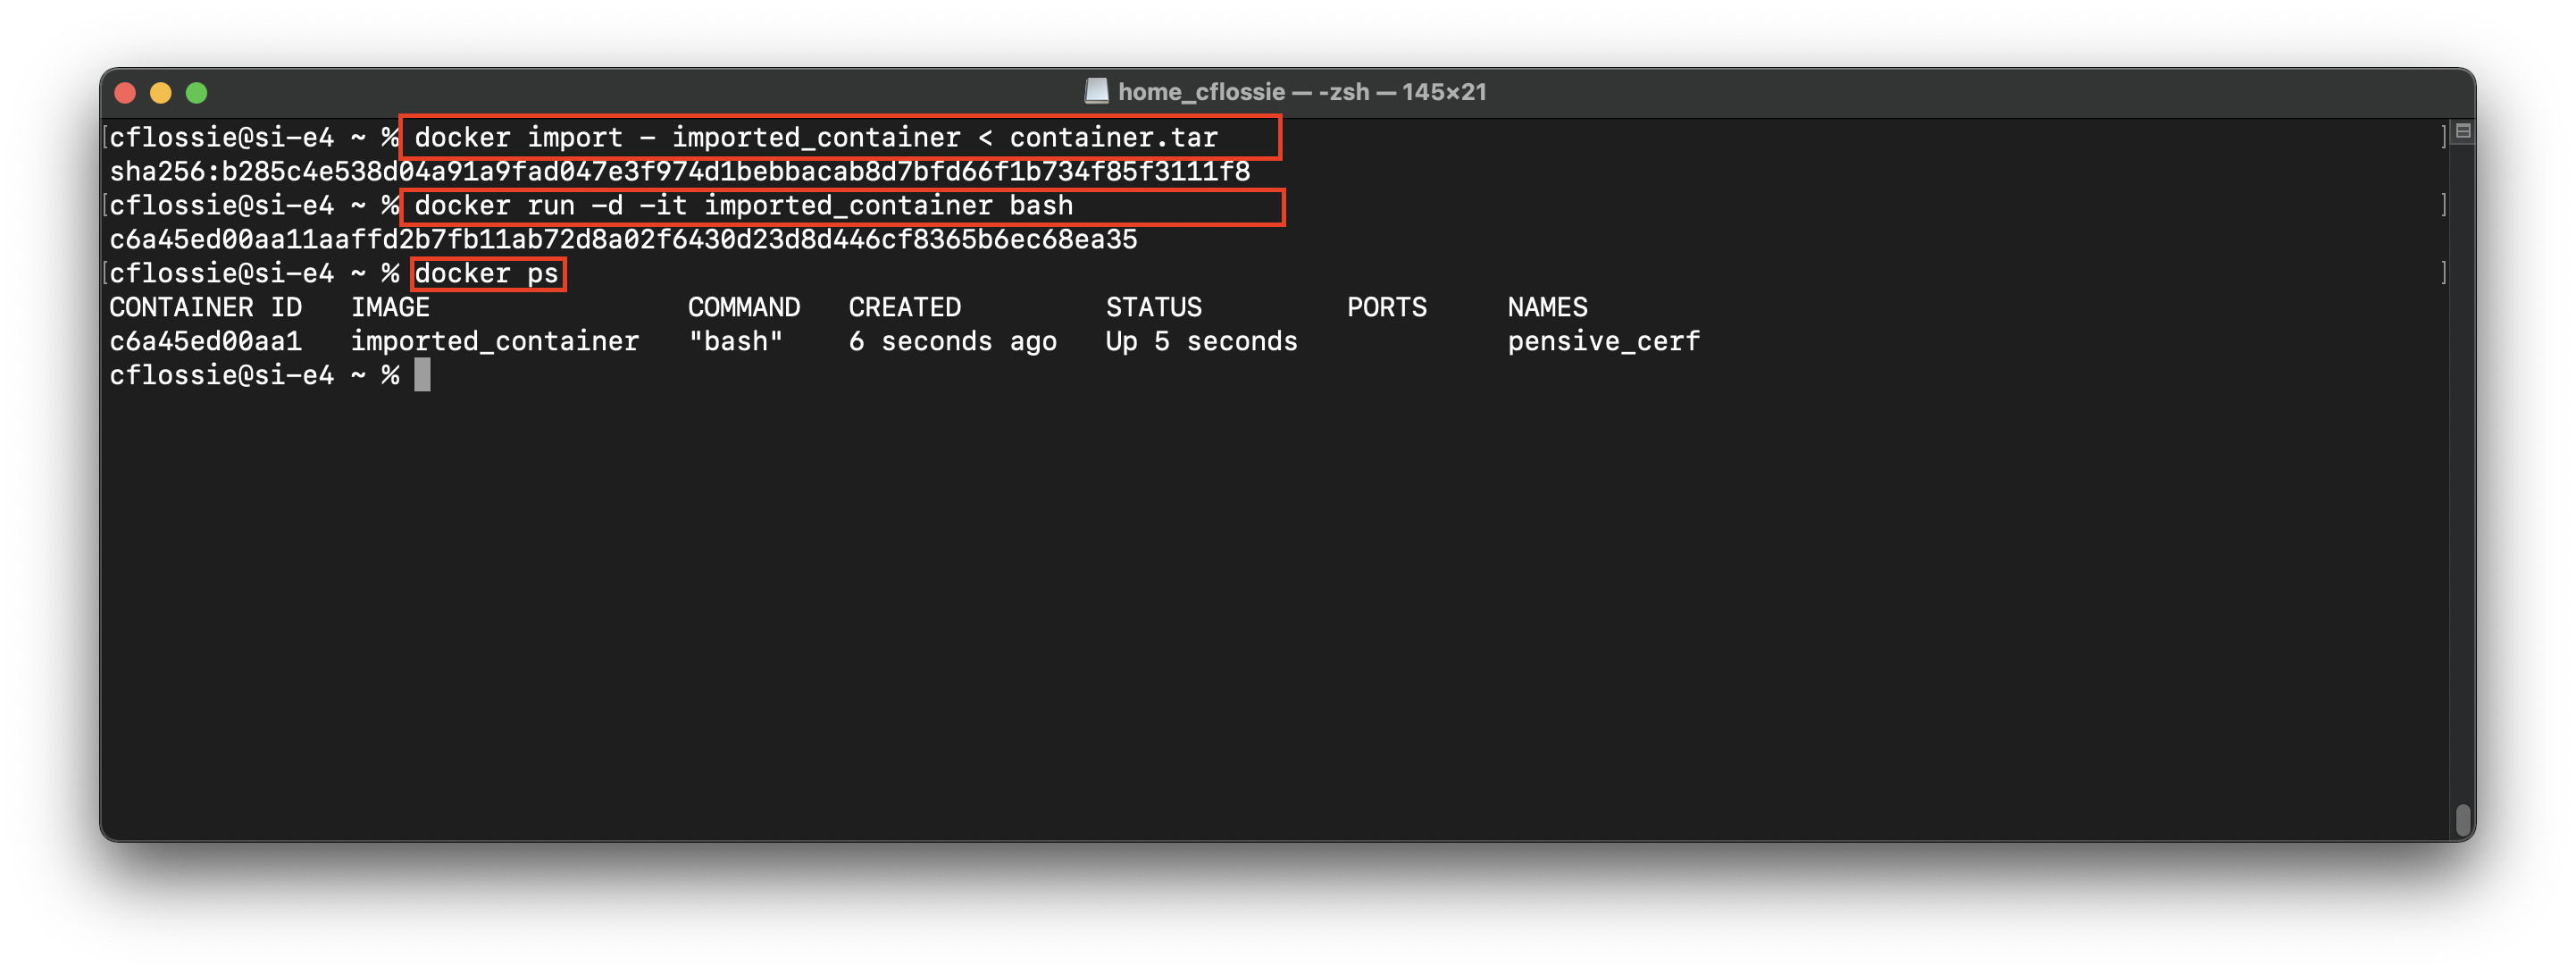 home_cflossie — -zsh — 145×21
cflossie@si-e4 ~ % docker import - imported_container < container.tar
sha256:b285c4e538d04a91a9fad047e3f974d1bebbacab8d7bfd66f1b734f85f3111f8
cflossie@si-e4 ~ % docker run -d -it imported_container bash
c6a45ed00aa11aaffd2b7fb11ab72d8a02f6430d23d8d446cf8365b6ec68ea35
cflossie@si-e4 ~ % docker ps
CONTAINER ID   IMAGE                COMMAND   CREATED         STATUS         PORTS     NAMES
c6a45ed00aa1   imported_container   "bash"    6 seconds ago   Up 5 seconds             pensive_cerf
cflossie@si-e4 ~ %